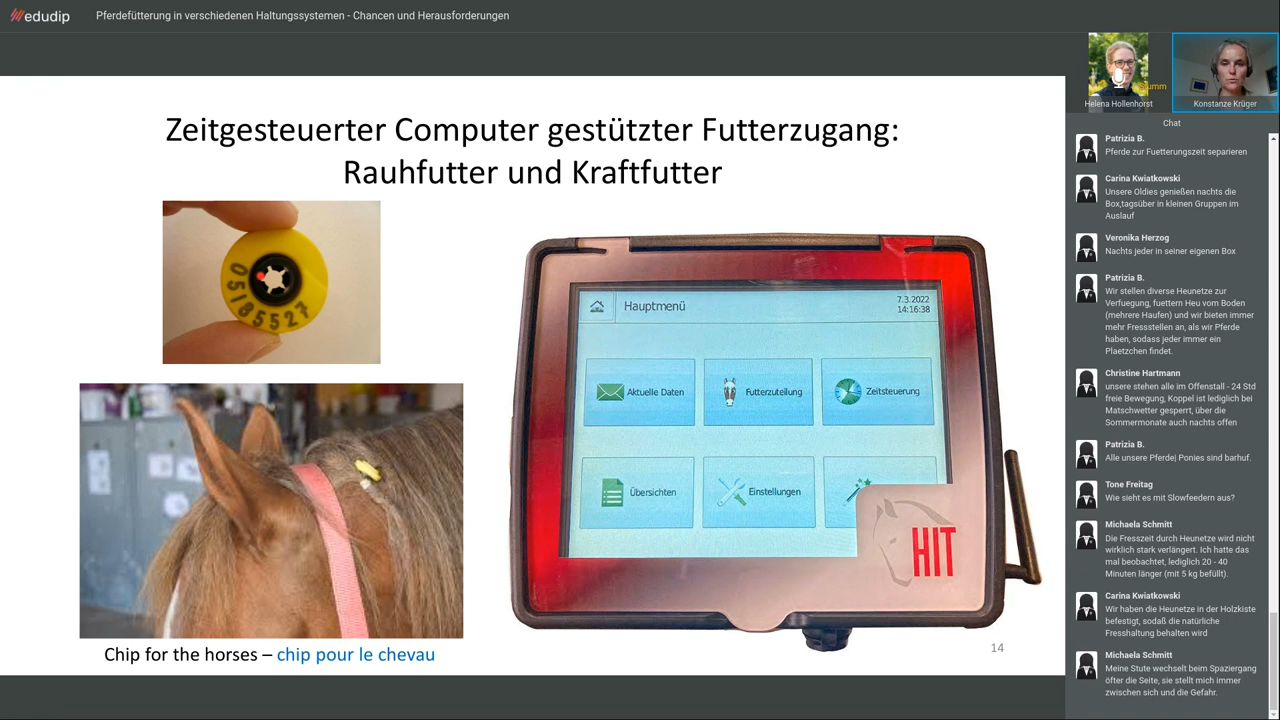 edudip
Pferdefütterung in verschiedenen Haltungssystemen - Chancen und Herausforderungen
Zeitgesteuerter Computer gestützter Futterzugang:
Rauhfutter und Kraftfutter
0518552
Hauptmenü
7.3.2022
14:16:38
Aktuelle Daten
Futterzuteilung
Zeitsteuerung
Übersichten
Einstellungen
HIT
Chip for the horses – chip pour le chevau
14
Helena Hollenhorst
Konstanze Krüger
Chat
Patrizia B.
Pferde zur Fuetterungszeit separieren
Carina Kwiatkowski
Unsere Oldies genießen nachts die
Box,tagsüber in kleinen Gruppen im
Auslauf
Veronika Herzog
Nachts jeder in seiner eigenen Box
Patrizia B.
Wir stellen diverse Heunetze zur
Verfuegung, fuettern Heu vom Boden
(mehrere Haufen) und wir bieten immer
mehr Fressstellen an, als wir Pferde
haben, sodass jeder immer ein
Plaetzchen findet.
Christine Hartmann
unsere stehen alle im Offenstall - 24 Std
freie Bewegung, Koppel ist lediglich bei
Matschwetter gesperrt, über die
Sommermonate auch nachts offen
Patrizia B.
Alle unsere Pferde| Ponies sind barhuf.
Tone Freitag
Wie sieht es mit Slowfeedern aus?
Michaela Schmitt
Die Fresszeit durch Heunetze wird nicht
wirklich stark verlängert. Ich hatte das
mal beobachtet, lediglich 20 - 40
Minuten länger (mit 5 kg befüllt).
Carina Kwiatkowski
Wir haben die Heunetze in der Holzkiste
befestigt, sodaß die natürliche
Fresshaltung behalten wird
Michaela Schmitt
Meine Stute wechselt beim Spaziergang
öfter die Seite, sie stellt mich immer
zwischen sich und die Gefahr.